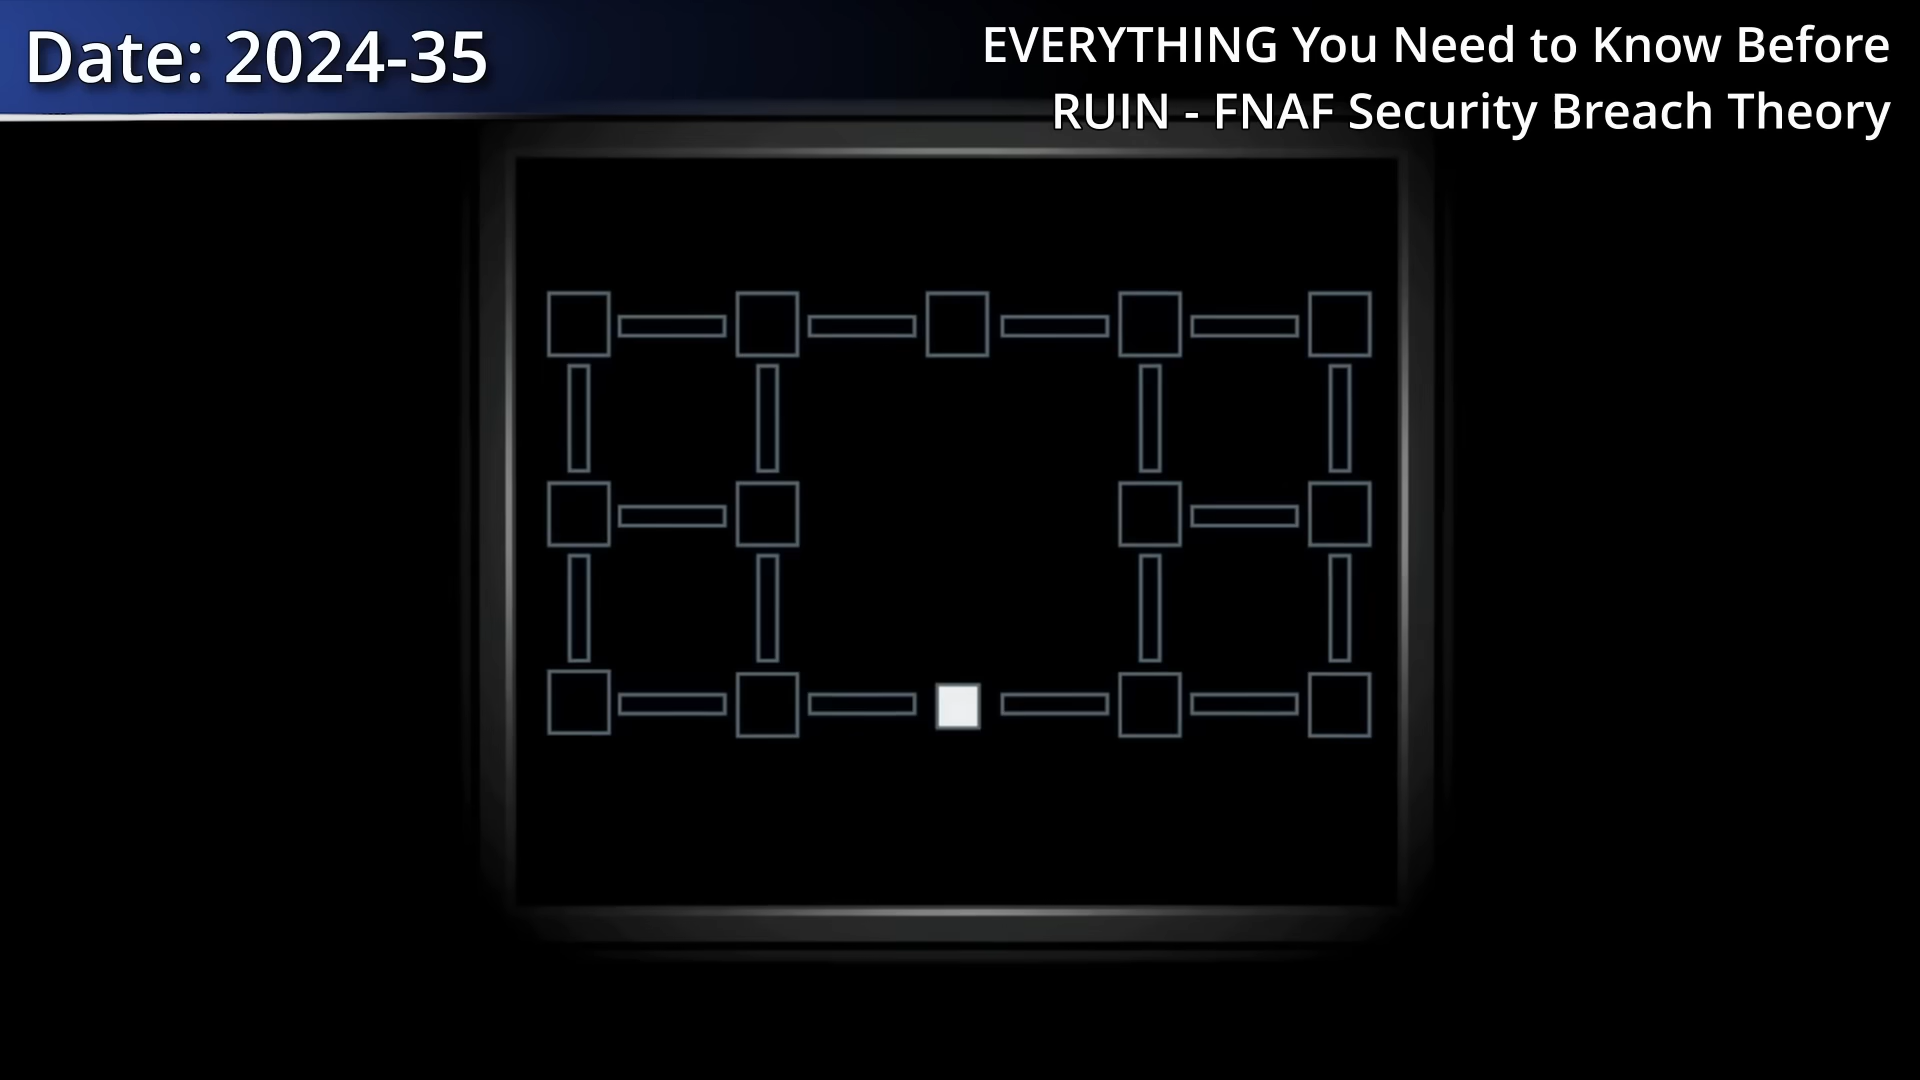 Date: 2024-35
EVERYTHING You Need to Know Before
RUIN - FNAF Security Breach Theory